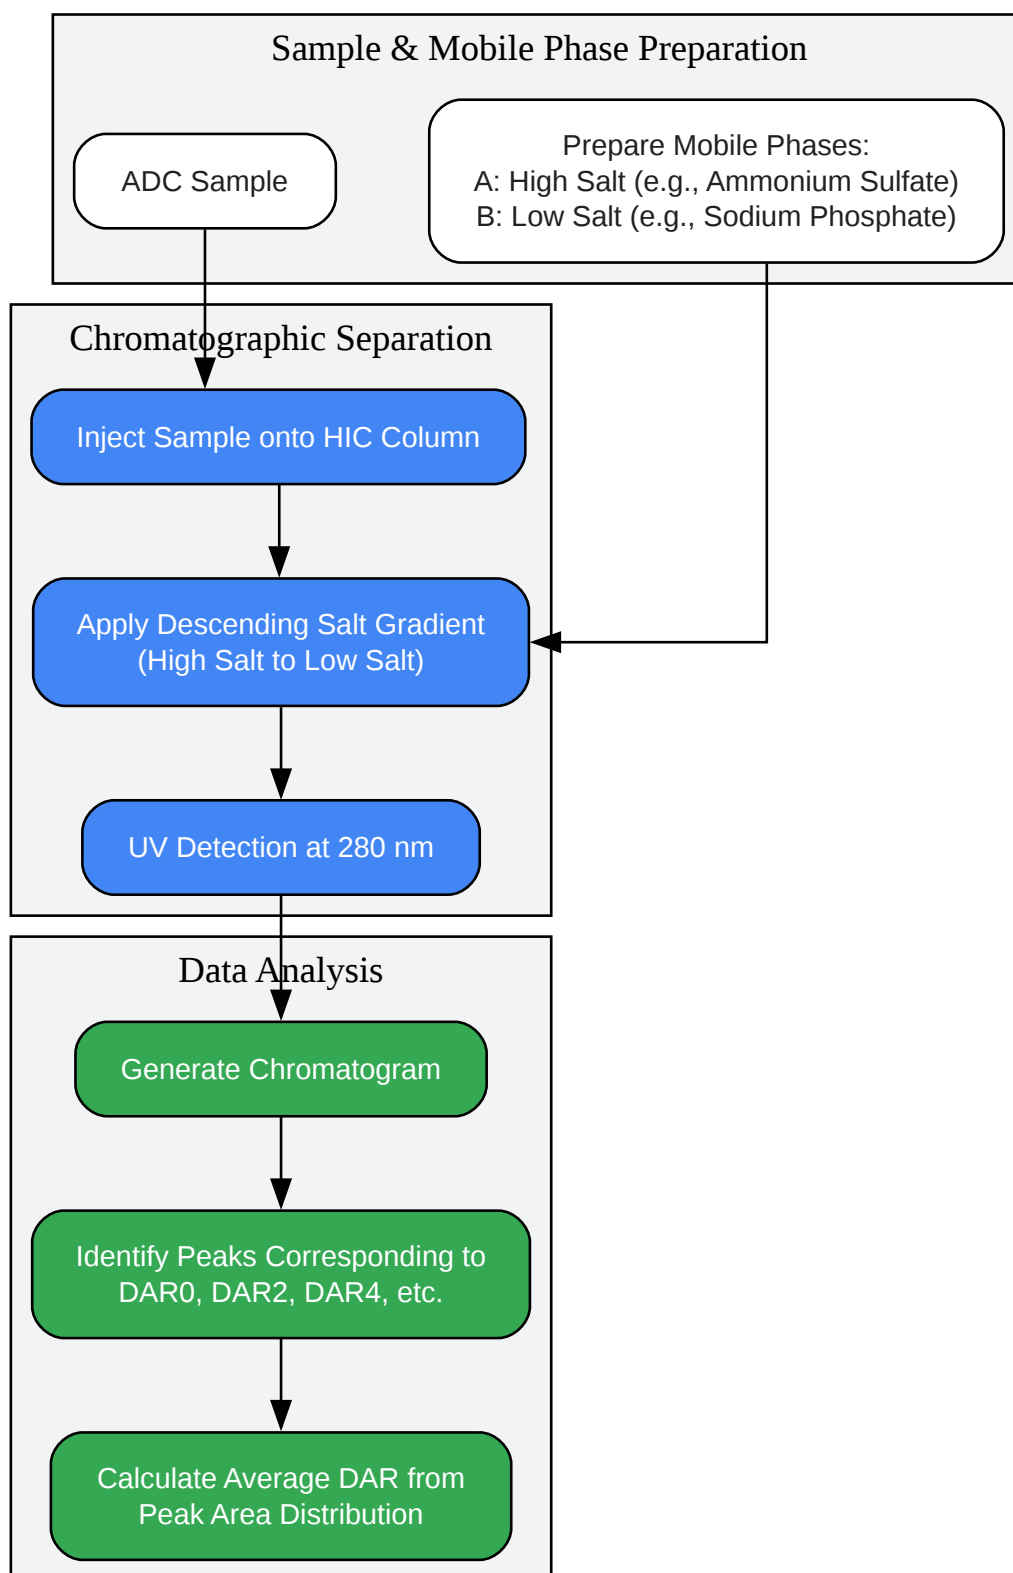 Sample & Mobile Phase Preparation
ADC Sample
Prepare Mobile Phases:
A: High Salt (e.g., Ammonium Sulfate)
B: Low Salt (e.g., Sodium Phosphate)
Chromatographic Separation
Inject Sample onto HIC Column
Apply Descending Salt Gradient
(High Salt to Low Salt)
UV Detection at 280 nm
Data Analysis
Generate Chromatogram
Identify Peaks Corresponding to
DAR0, DAR2, DAR4, etc.
Calculate Average DAR from
Peak Area Distribution